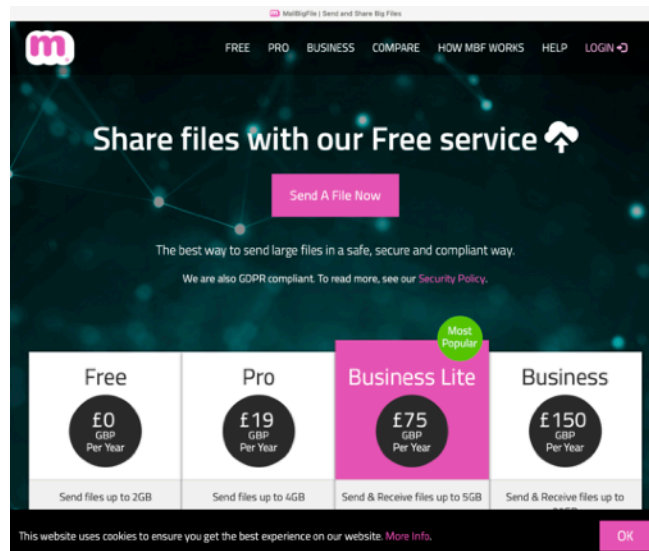 MailBigFile | Send and Share Big Files
m
FREE PRO BUSINESS COMPARE HOW MBF WORKS HELP LOGIN
Share files with our Free service
Send A File Now
The best way to send large files in a safe, secure and compliant way.
We are also GDPR compliant. To read more, see our Security Policy.
Most
Popular
Free Pro Business Lite Business
£0 £19 £75 £150
GBP GBP GBP GBP
Per Year Per Year Per Year Per Year
Send files up to 2GB Send files up to 4GB Send & Receive files up to 5GB Send & Receive files up to
This website uses cookies to ensure you get the best experience on our website. More Info. OK